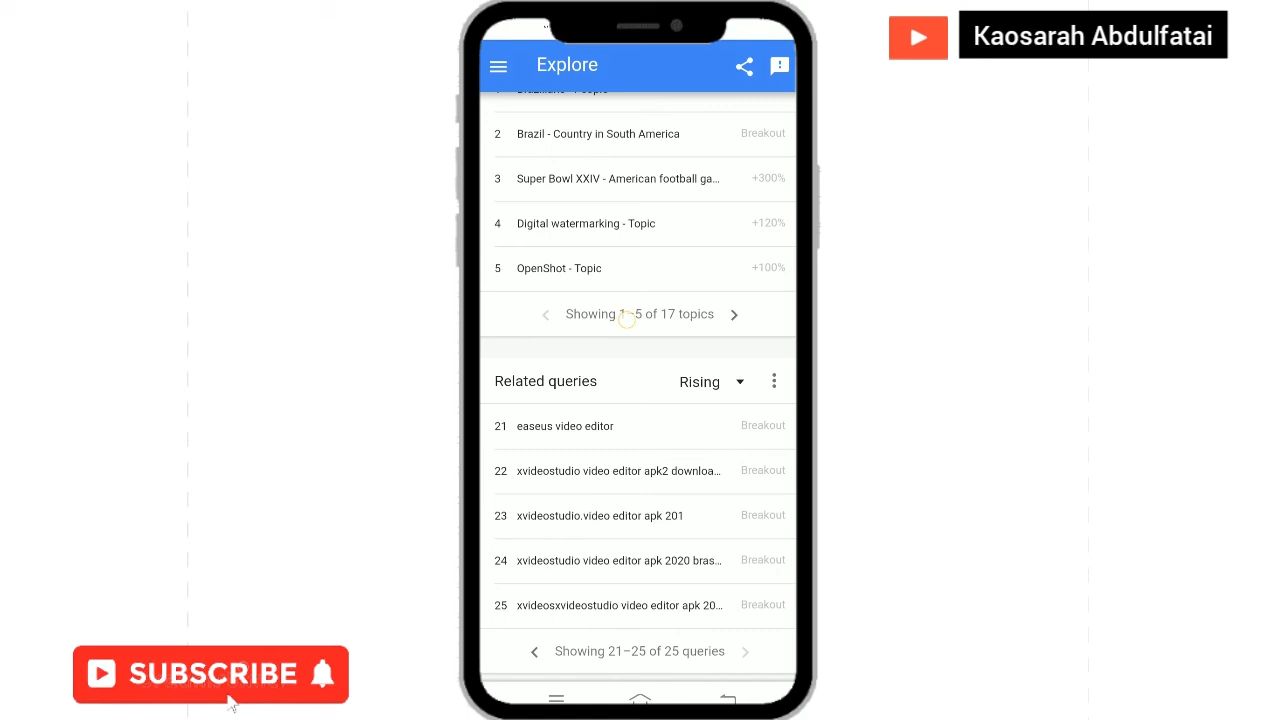 Kaosarah Abdulfatai
Explore
2 Brazil - Country in South America Breakout
3 Super Bowl XXIV - American football ga... +300%
4 Digital watermarking - Topic +120%
5 OpenShot - Topic +100%
Showing 1–5 of 17 topics
Related queries Rising
21 easeus video editor Breakout
22 xvideostudio video editor apk2 downloa... Breakout
23 xvideostudio.video editor apk 201 Breakout
24 xvideostudio video editor apk 2020 bras... Breakout
25 xvideosxvideostudio video editor apk 20... Breakout
Showing 21–25 of 25 queries
SUBSCRIBE